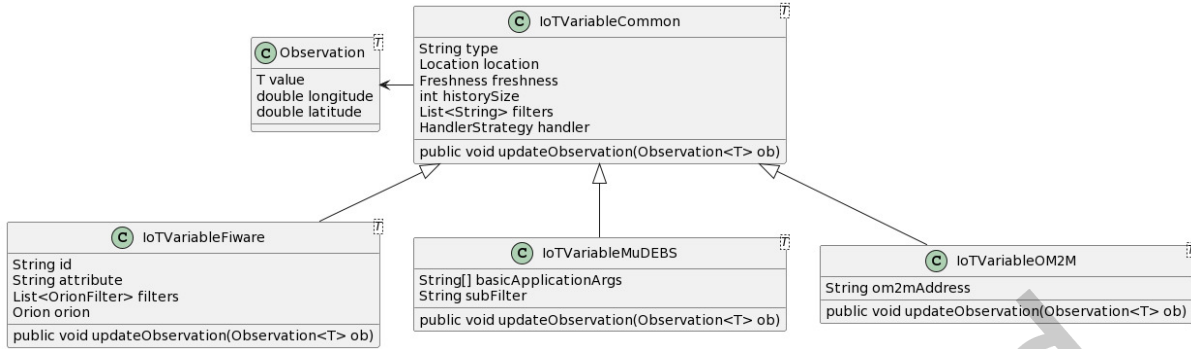 C IoTVariableCommon T
String type
Location location
Freshness freshness
int historySize
List<String> filters
HandlerStrategy handler
public void updateObservation(Observation<T> ob)
C Observation T
T value
double longitude
double latitude
C IoTVariableFiware T
String id
String attribute
List<OrionFilter> filters
Orion orion
public void updateObservation(Observation<T> ob)
C IoTVariableMuDEBS T
String[] basicApplicationArgs
String subFilter
public void updateObservation(Observation<T> ob)
C IoTVariableOM2M T
String om2mAddress
public void updateObservation(Observation<T> ob)